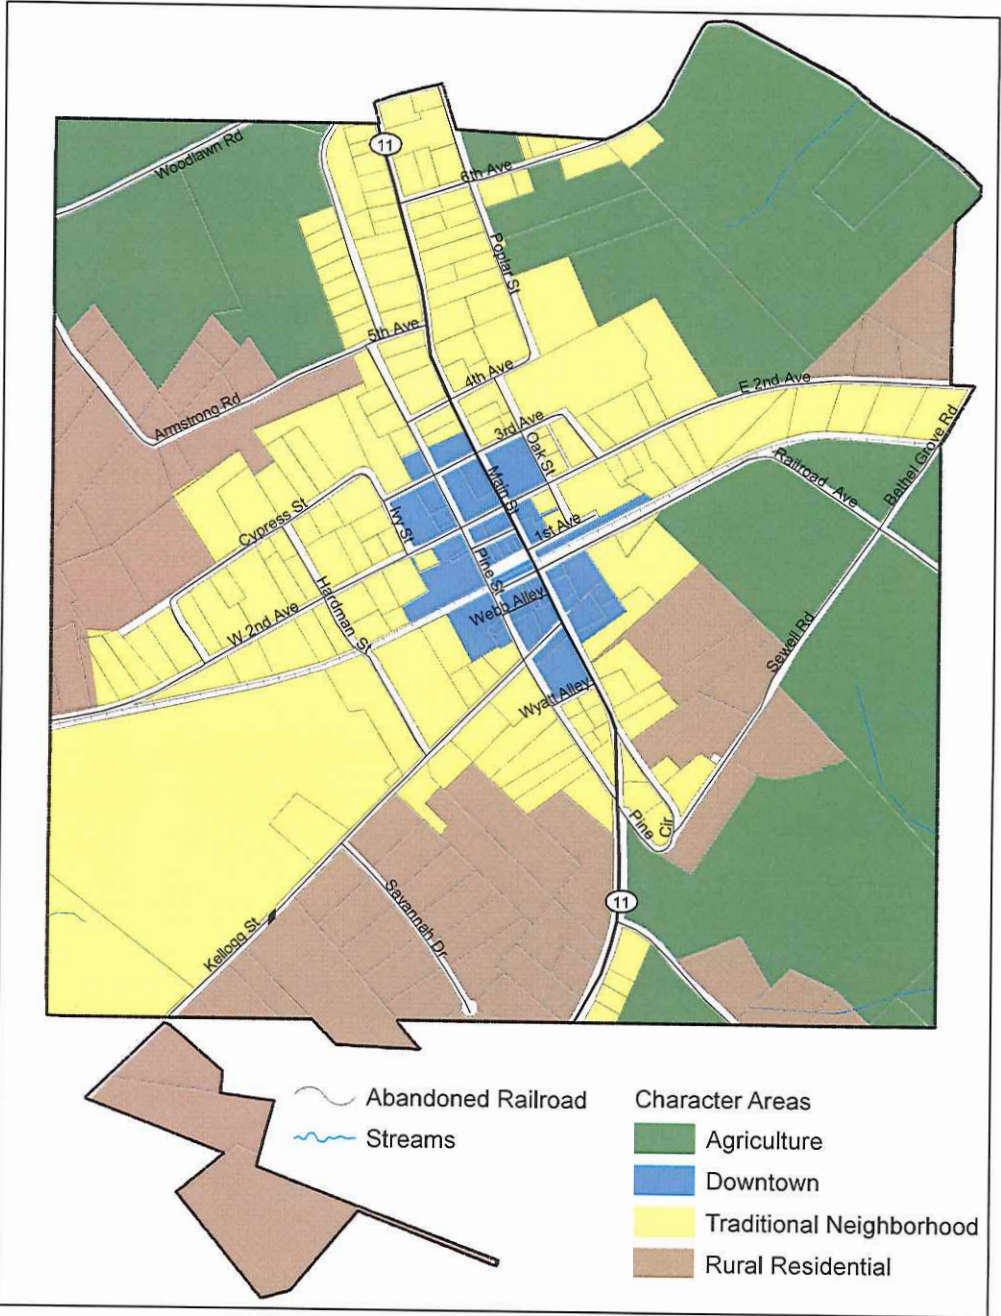 11
Woodlawn Rd
6th Ave
Poplar St
5th Ave
4th Ave
E 2nd Ave
Armstrong Rd
3rd Ave
Oak St
Bethel Grove Rd
Railroad Ave
Main St
Cypress St
Ivy St
1st Ave
Pine St
Webb Alley
Hardman St
W 2nd Ave
Sewell Rd
Wyatt Alley
Pine Cir
Savannah Dr
11
Kellogg St
Abandoned Railroad
Streams
Character Areas
Agriculture
Downtown
Traditional Neighborhood
Rural Residential